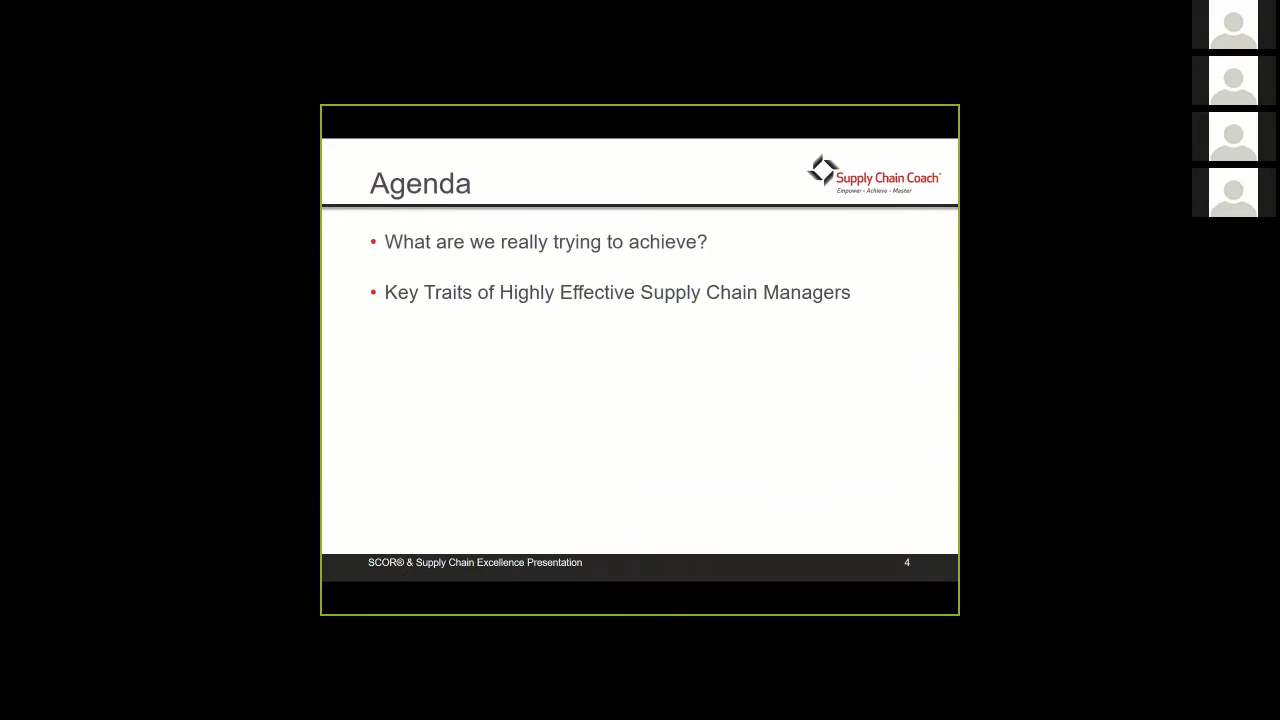 Agenda
Supply Chain Coach®
Empower - Achieve - Master
• What are we really trying to achieve?
• Key Traits of Highly Effective Supply Chain Managers
SCOR® & Supply Chain Excellence Presentation
4